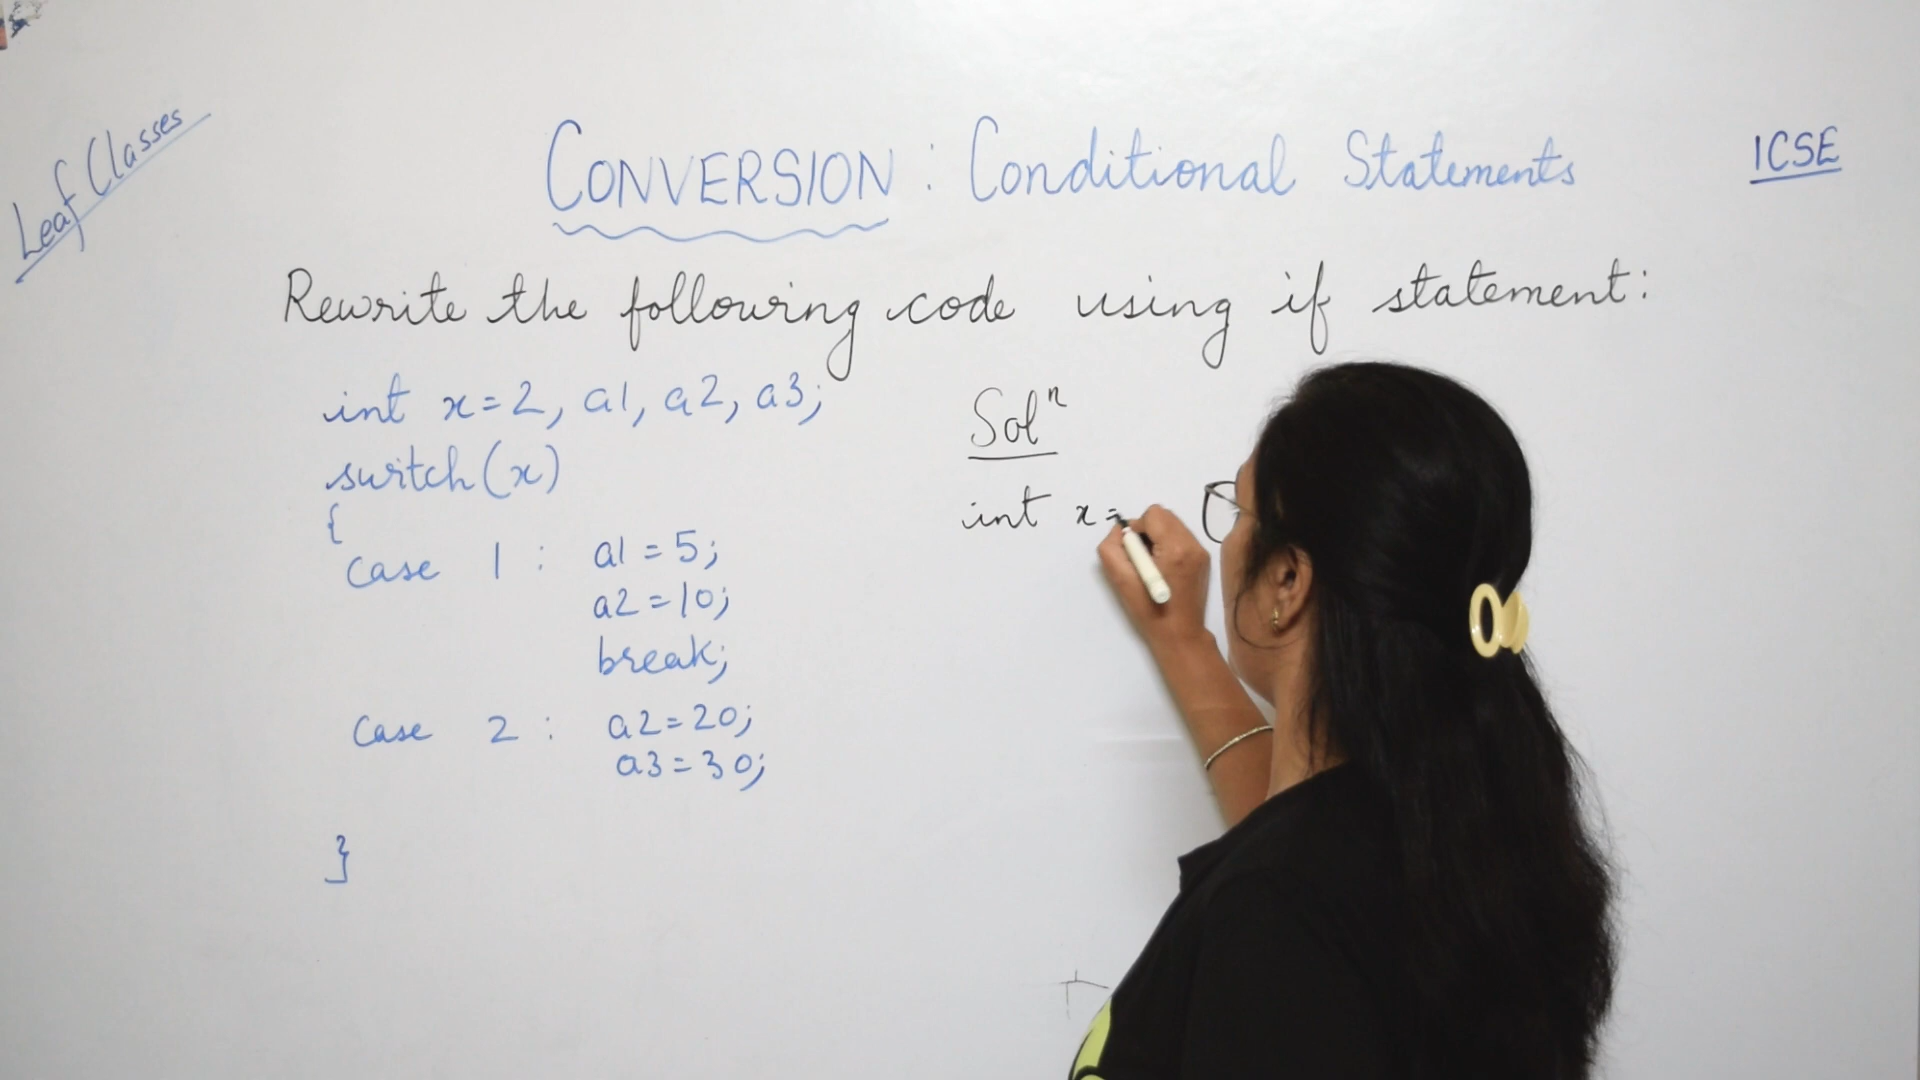 Leaf Classes
CONVERSION : Conditional Statements
ICSE
Rewrite the following code using if statement:
int x=2, a1, a2, a3;
switch(x)
{
case 1 : a1=5;
a2=10;
break;
case 2 : a2=20;
a3=30;
}
Solⁿ
int x=